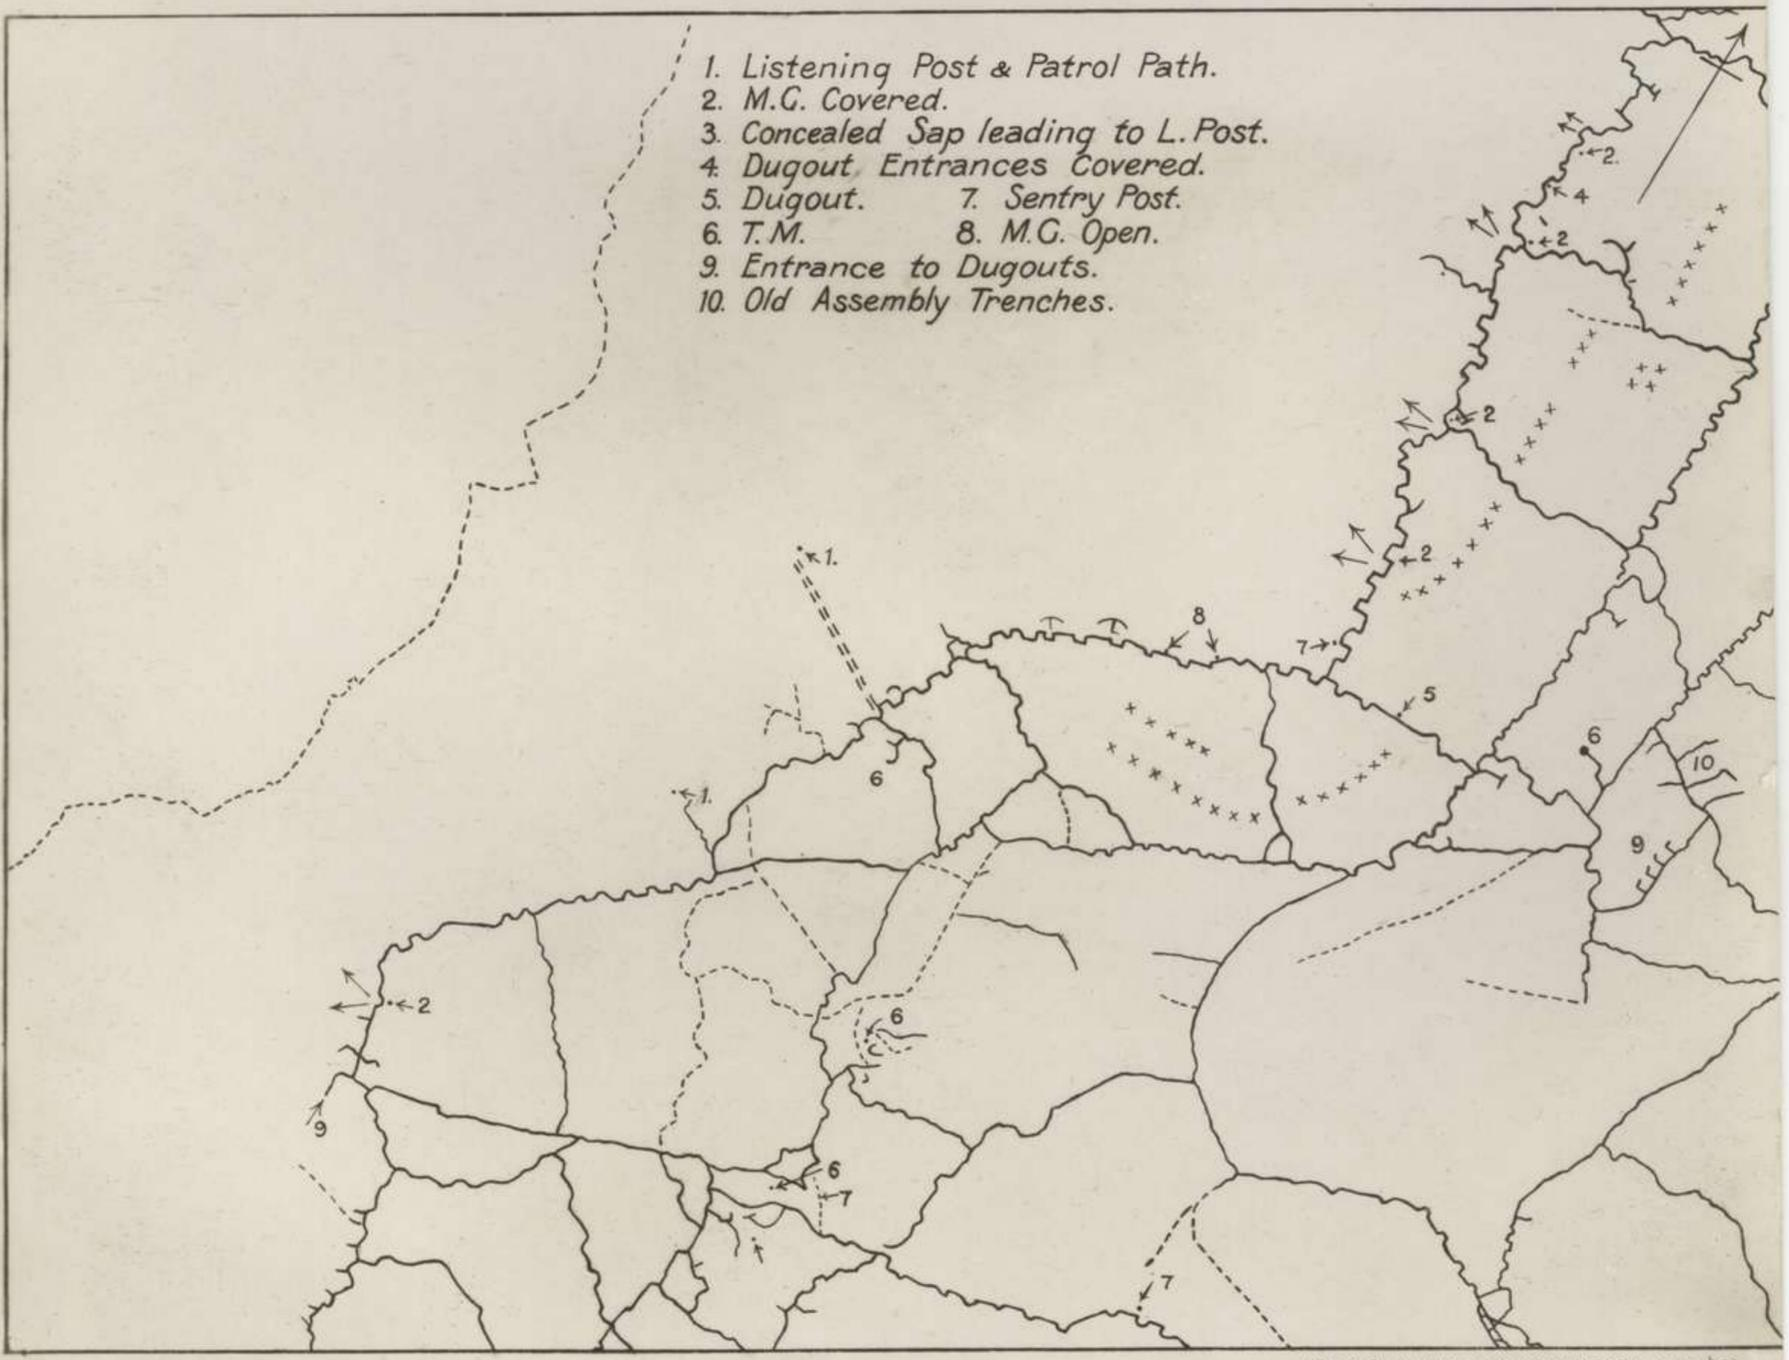 1. Listening Post & Patrol Path.
2. M.G. Covered.
3. Concealed Sap leading to L. Post.
4. Dugout Entrances Covered.
5. Dugout. 7. Sentry Post.
6. T.M. 8. M.G. Open.
9. Entrance to Dugouts.
10. Old Assembly Trenches.
2.
4
2
2
1.
2
8
7
5
6
6
10
1.
9
2
6
9
6
7
7